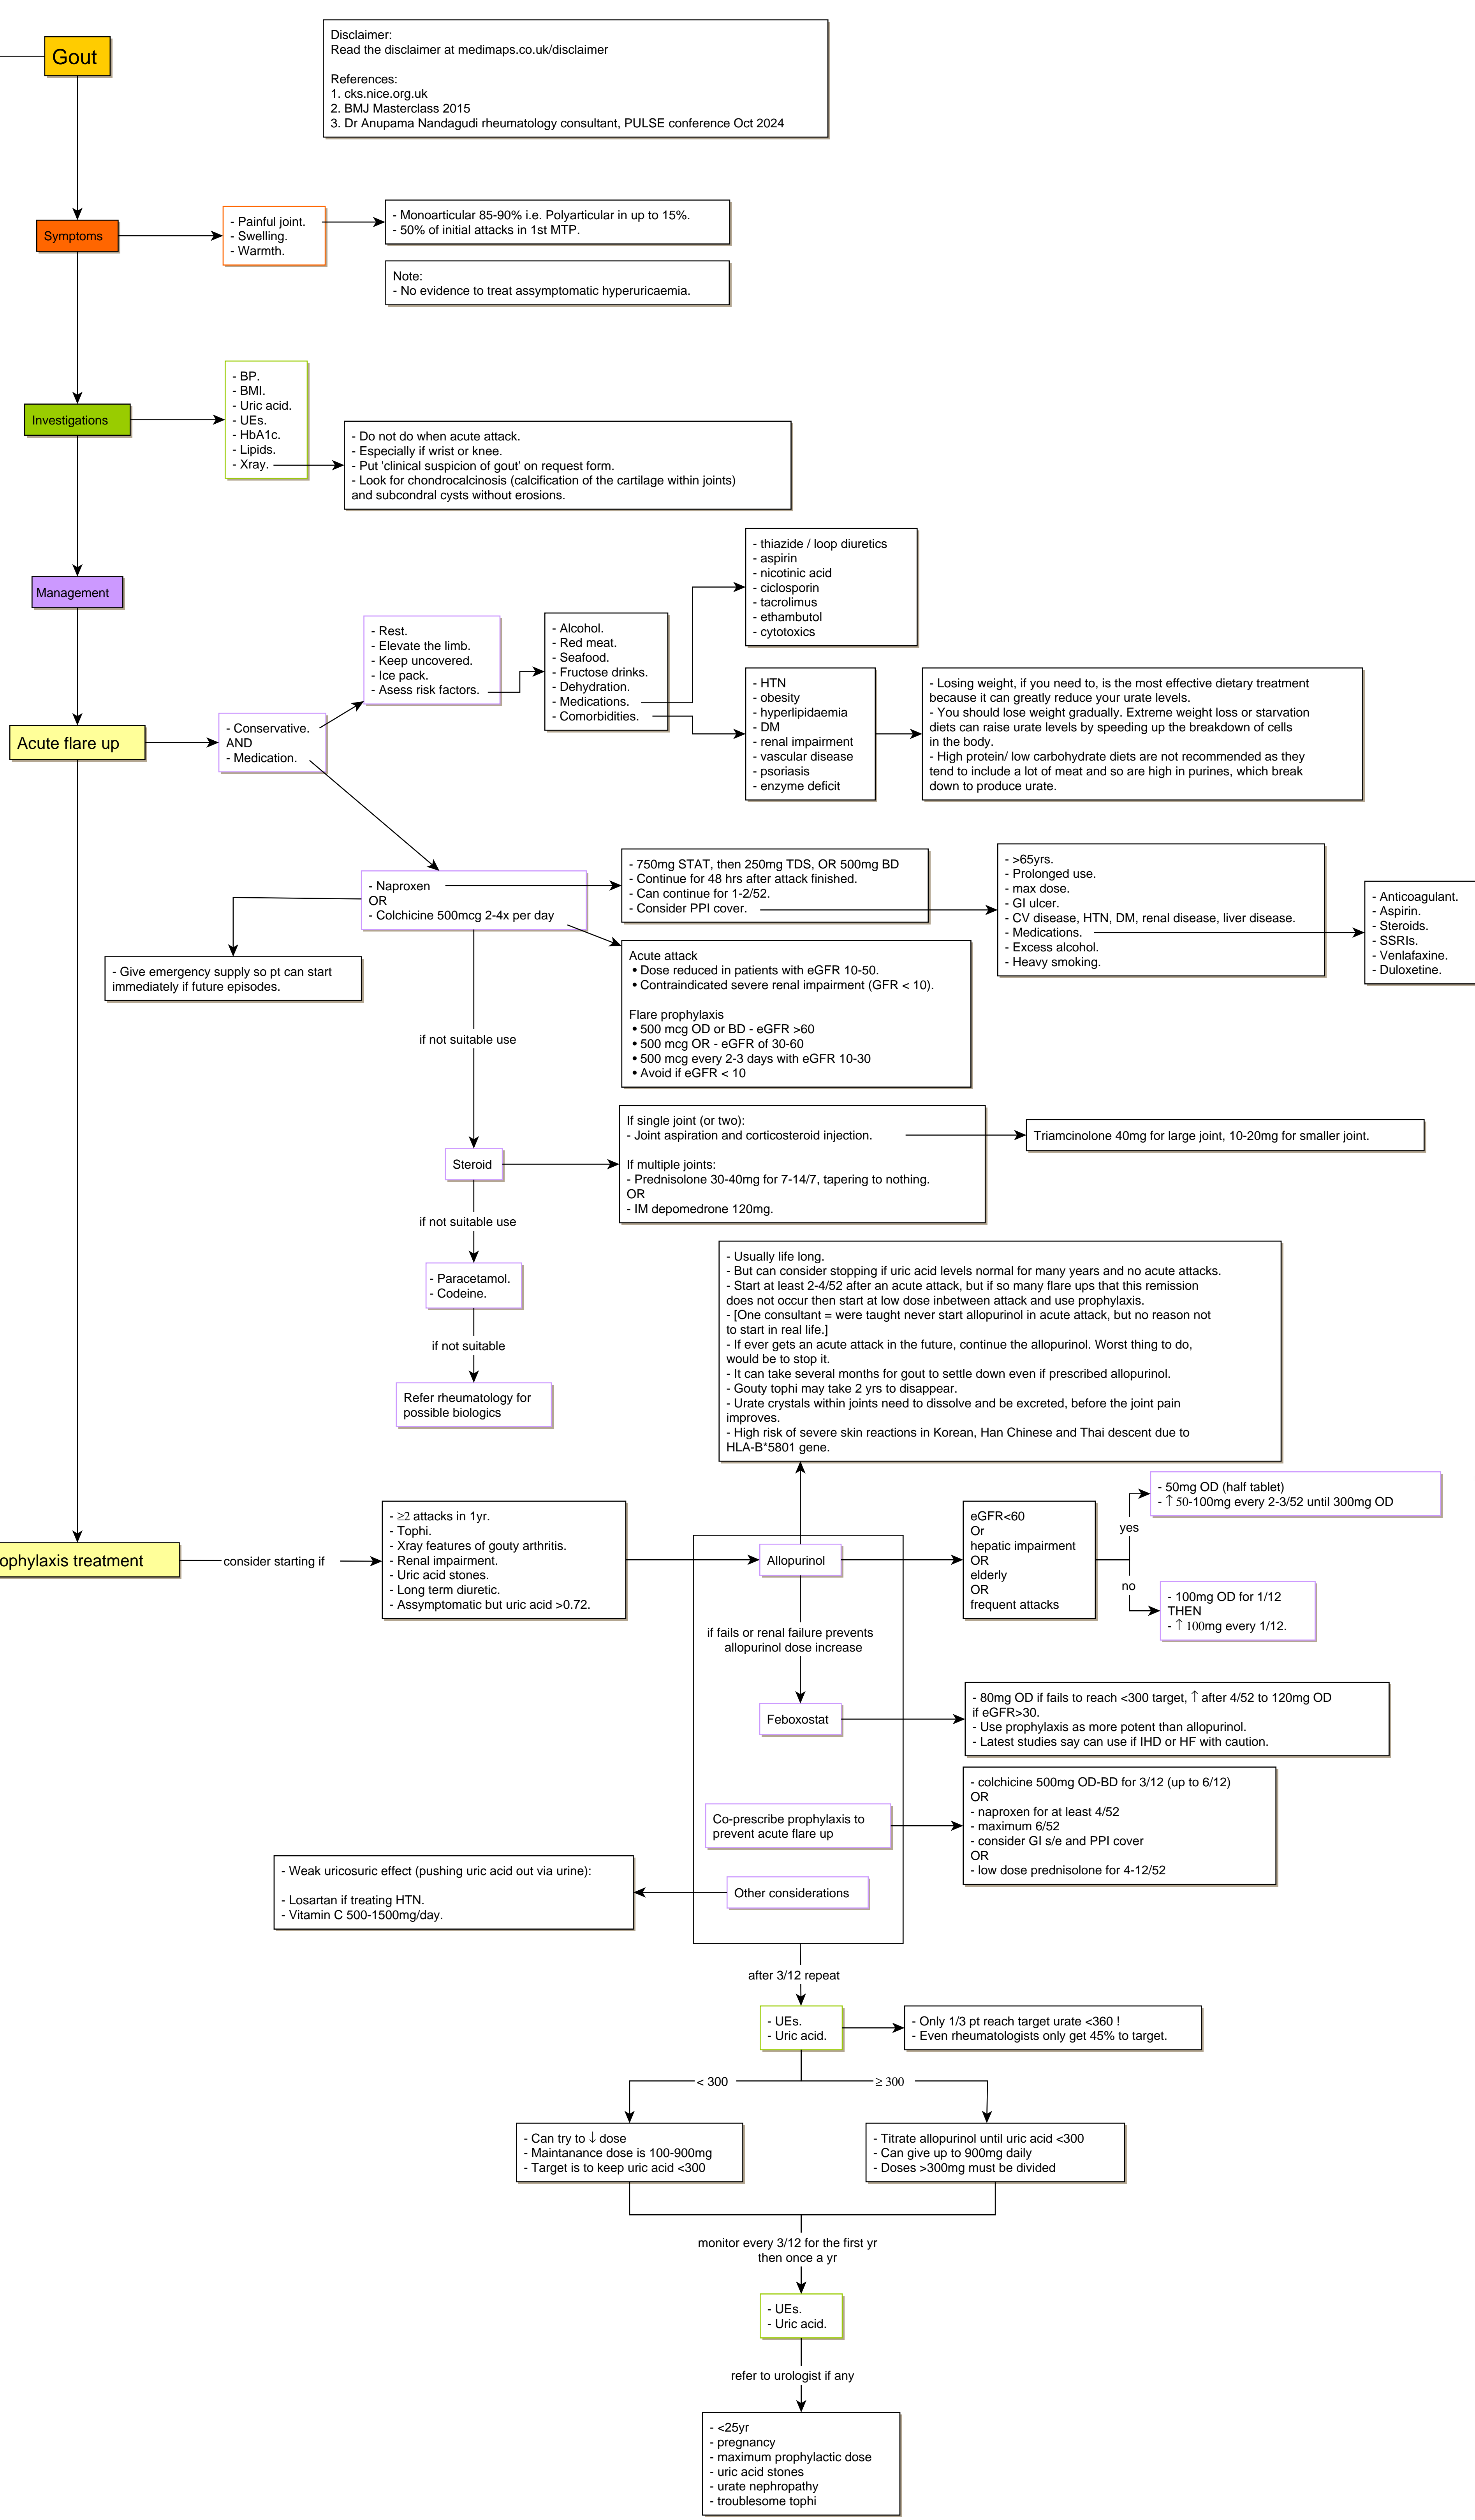 Gout
Disclaimer:
Read the disclaimer at medimaps.co.uk/disclaimer
References:
1. cks.nice.org.uk
2. BMJ Masterclass 2015
3. Dr Anupama Nandagudi rheumatology consultant, PULSE conference Oct 2024
Symptoms
- Painful joint.
- Swelling.
- Warmth.
- Monoarticular 85-90% i.e. Polyarticular in up to 15%.
- 50% of initial attacks in 1st MTP.
Note:
- No evidence to treat assymptomatic hyperuricaemia.
Investigations
- BP.
- BMI.
- Uric acid.
- UEs.
- HbA1c.
- Lipids.
- Xray.
- Do not do when acute attack.
- Especially if wrist or knee.
- Put 'clinical suspicion of gout' on request form.
- Look for chondrocalcinosis (calcification of the cartilage within joints)
and subcondral cysts without erosions.
Management
Acute flare up
- Conservative.
AND
- Medication.
- Rest.
- Elevate the limb.
- Keep uncovered.
- Ice pack.
- Asess risk factors.
- Alcohol.
- Red meat.
- Seafood.
- Fructose drinks.
- Dehydration.
- Medications.
- Comorbidities.
- thiazide / loop diuretics
- aspirin
- nicotinic acid
- ciclosporin
- tacrolimus
- ethambutol
- cytotoxics
- HTN
- obesity
- hyperlipidaemia
- DM
- renal impairment
- vascular disease
- psoriasis
- enzyme deficit
- Losing weight, if you need to, is the most effective dietary treatment
because it can greatly reduce your urate levels.
- You should lose weight gradually. Extreme weight loss or starvation
diets can raise urate levels by speeding up the breakdown of cells
in the body.
- High protein/ low carbohydrate diets are not recommended as they
tend to include a lot of meat and so are high in purines, which break
down to produce urate.
- Naproxen
OR
- Colchicine 500mcg 2-4x per day
- Give emergency supply so pt can start
immediately if future episodes.
- 750mg STAT, then 250mg TDS, OR 500mg BD
- Continue for 48 hrs after attack finished.
- Can continue for 1-2/52.
- Consider PPI cover.
- >65yrs.
- Prolonged use.
- max dose.
- GI ulcer.
- CV disease, HTN, DM, renal disease, liver disease.
- Medications.
- Excess alcohol.
- Heavy smoking.
- Anticoagulant.
- Aspirin.
- Steroids.
- SSRIs.
- Venlafaxine.
- Duloxetine.
Acute attack
• Dose reduced in patients with eGFR 10-50.
• Contraindicated severe renal impairment (GFR < 10).
Flare prophylaxis
• 500 mcg OD or BD - eGFR >60
• 500 mcg OR - eGFR of 30-60
• 500 mcg every 2-3 days with eGFR 10-30
• Avoid if eGFR < 10
if not suitable use
Steroid
If single joint (or two):
- Joint aspiration and corticosteroid injection.
If multiple joints:
- Prednisolone 30-40mg for 7-14/7, tapering to nothing.
OR
- IM depomedrone 120mg.
Triamcinolone 40mg for large joint, 10-20mg for smaller joint.
if not suitable use
- Paracetamol.
- Codeine.
if not suitable
Refer rheumatology for
possible biologics
- Usually life long.
- But can consider stopping if uric acid levels normal for many years and no acute attacks.
- Start at least 2-4/52 after an acute attack, but if so many flare ups that this remission
does not occur then start at low dose inbetween attack and use prophylaxis.
- [One consultant = were taught never start allopurinol in acute attack, but no reason not
to start in real life.]
- If ever gets an acute attack in the future, continue the allopurinol. Worst thing to do,
would be to stop it.
- It can take several months for gout to settle down even if prescribed allopurinol.
- Gouty tophi may take 2 yrs to disappear.
- Urate crystals within joints need to dissolve and be excreted, before the joint pain
improves.
- High risk of severe skin reactions in Korean, Han Chinese and Thai descent due to
HLA-B*5801 gene.
ophylaxis treatment
consider starting if
- ≥2 attacks in 1yr.
- Tophi.
- Xray features of gouty arthritis.
- Renal impairment.
- Uric acid stones.
- Long term diuretic.
- Assymptomatic but uric acid >0.72.
Allopurinol
eGFR<60
Or
hepatic impairment
OR
elderly
OR
frequent attacks
yes
- 50mg OD (half tablet)
- ↑ 50-100mg every 2-3/52 until 300mg OD
no
- 100mg OD for 1/12
THEN
- ↑ 100mg every 1/12.
if fails or renal failure prevents
allopurinol dose increase
Feboxostat
- 80mg OD if fails to reach <300 target, ↑ after 4/52 to 120mg OD
if eGFR>30.
- Use prophylaxis as more potent than allopurinol.
- Latest studies say can use if IHD or HF with caution.
Co-prescribe prophylaxis to
prevent acute flare up
- colchicine 500mg OD-BD for 3/12 (up to 6/12)
OR
- naproxen for at least 4/52
- maximum 6/52
- consider GI s/e and PPI cover
OR
- low dose prednisolone for 4-12/52
Other considerations
- Weak uricosuric effect (pushing uric acid out via urine):
- Losartan if treating HTN.
- Vitamin C 500-1500mg/day.
after 3/12 repeat
- UEs.
- Uric acid.
- Only 1/3 pt reach target urate <360 !
- Even rheumatologists only get 45% to target.
< 300
≥ 300
- Can try to ↓ dose
- Maintanance dose is 100-900mg
- Target is to keep uric acid <300
- Titrate allopurinol until uric acid <300
- Can give up to 900mg daily
- Doses >300mg must be divided
monitor every 3/12 for the first yr
then once a yr
- UEs.
- Uric acid.
refer to urologist if any
- <25yr
- pregnancy
- maximum prophylactic dose
- uric acid stones
- urate nephropathy
- troublesome tophi